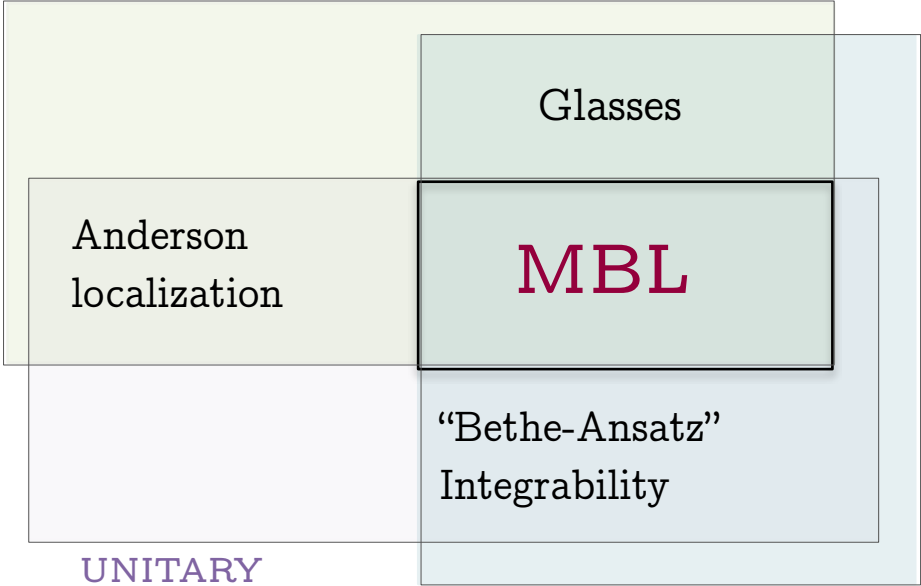 Glasses
Anderson
localization
MBL
“Bethe-Ansatz”
Integrability
UNITARY